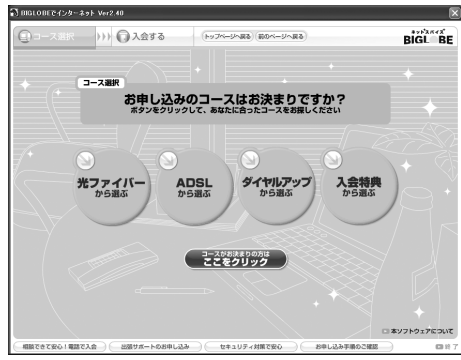 BIGLOBEでインターネット Ver2.40
コース選択
入会する
トップページへ戻る
前のページへ戻る
BIGL BE
コース選択
お申し込みのコースはお決まりですか?
ボタンをクリックして、あなたに合ったコースをお探しください
光ファイバー
から選ぶ
ADSL
から選ぶ
ダイヤルアップ
から選ぶ
入会特典
から選ぶ
コースがお決まりの方は
ここをクリック
本ソフトウェアについて
相談できて安心!電話で入会
出張サポートのお申し込み
セキュリティ対策で安心
お申し込み手順のご確認
終了